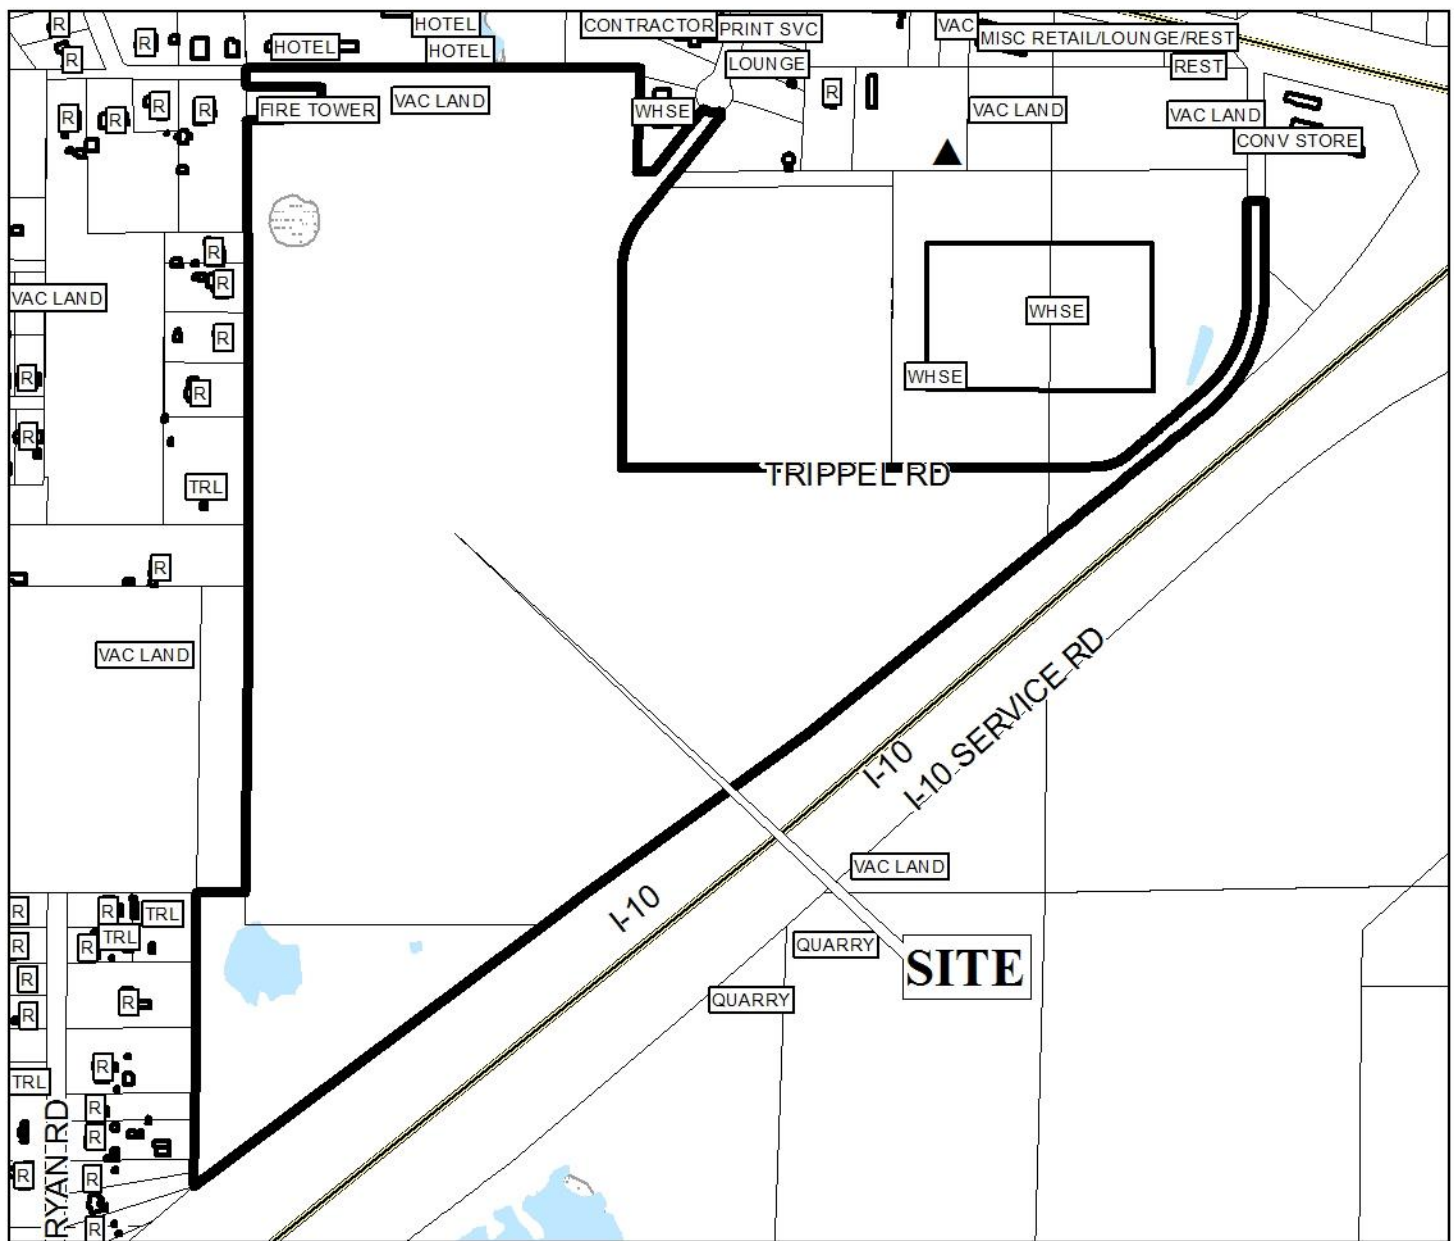 R
HOTEL
CONTRACTOR
PRINT SVC
VAC
MISC RETAIL/LOUNGE/REST
R
HOTEL
HOTEL
R
LOUNGE
REST
R
R
R
R
FIRE TOWER
VAC LAND
WHSE
R
VAC LAND
VAC LAND
CONV STORE
R
R
VAC LAND
WHSE
R
R
R
WHSE
R
TRIPPEL RD
TRL
R
VAC LAND
I-10 SERVICE RD
I-10
VAC LAND
I-10
R
R
TRL
R
R
TRL
QUARRY
SITE
R
R
QUARRY
R
R
TRL
R
R
RYAN RD
R
R
R